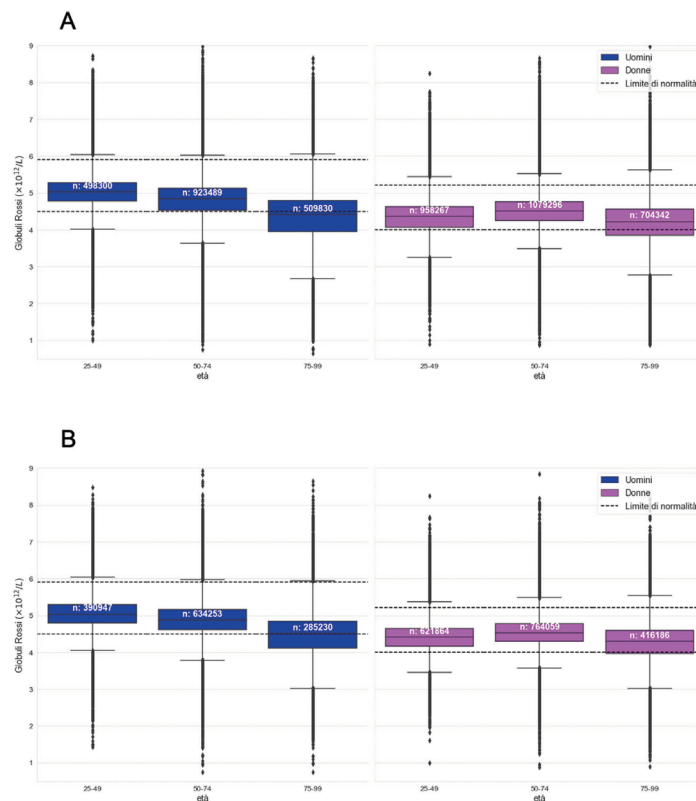 A
Globuli Rossi (×10¹²/L)
9
8
7
6
5
4
3
2
1
n: 498300
n: 923489
n: 509830
25-49
50-74
75-99
età
Uomini
Donne
Limite di normalità
n: 958267
n: 1079296
n: 704342
25-49
50-74
75-99
età
B
Globuli Rossi (×10¹²/L)
9
8
7
6
5
4
3
2
1
n: 390947
n: 634253
n: 285230
25-49
50-74
75-99
età
Uomini
Donne
Limite di normalità
n: 621864
n: 764059
n: 416186
25-49
50-74
75-99
età